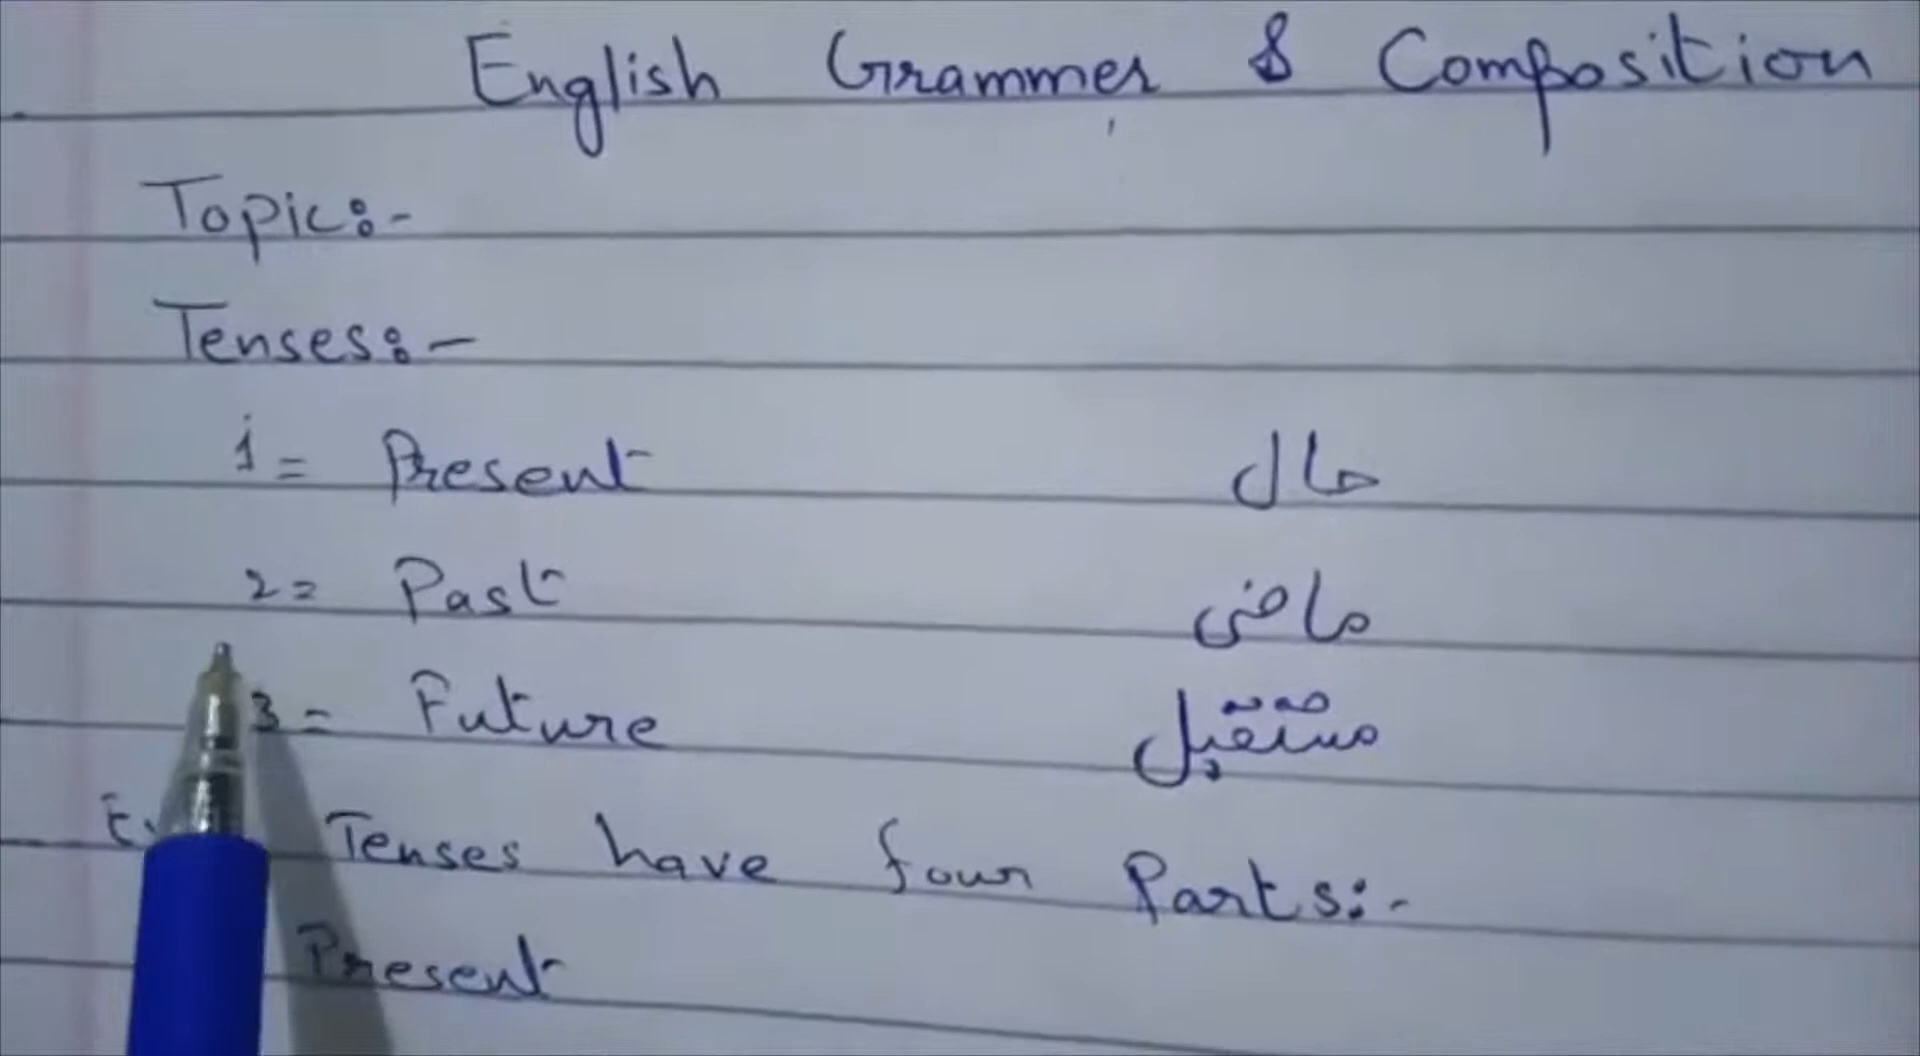 English Grammer & Composition
Topic:-
Tenses:-
1= Present حال
2= Past ماضی
3= Future مستقبل
Tenses have four Parts:-
Present